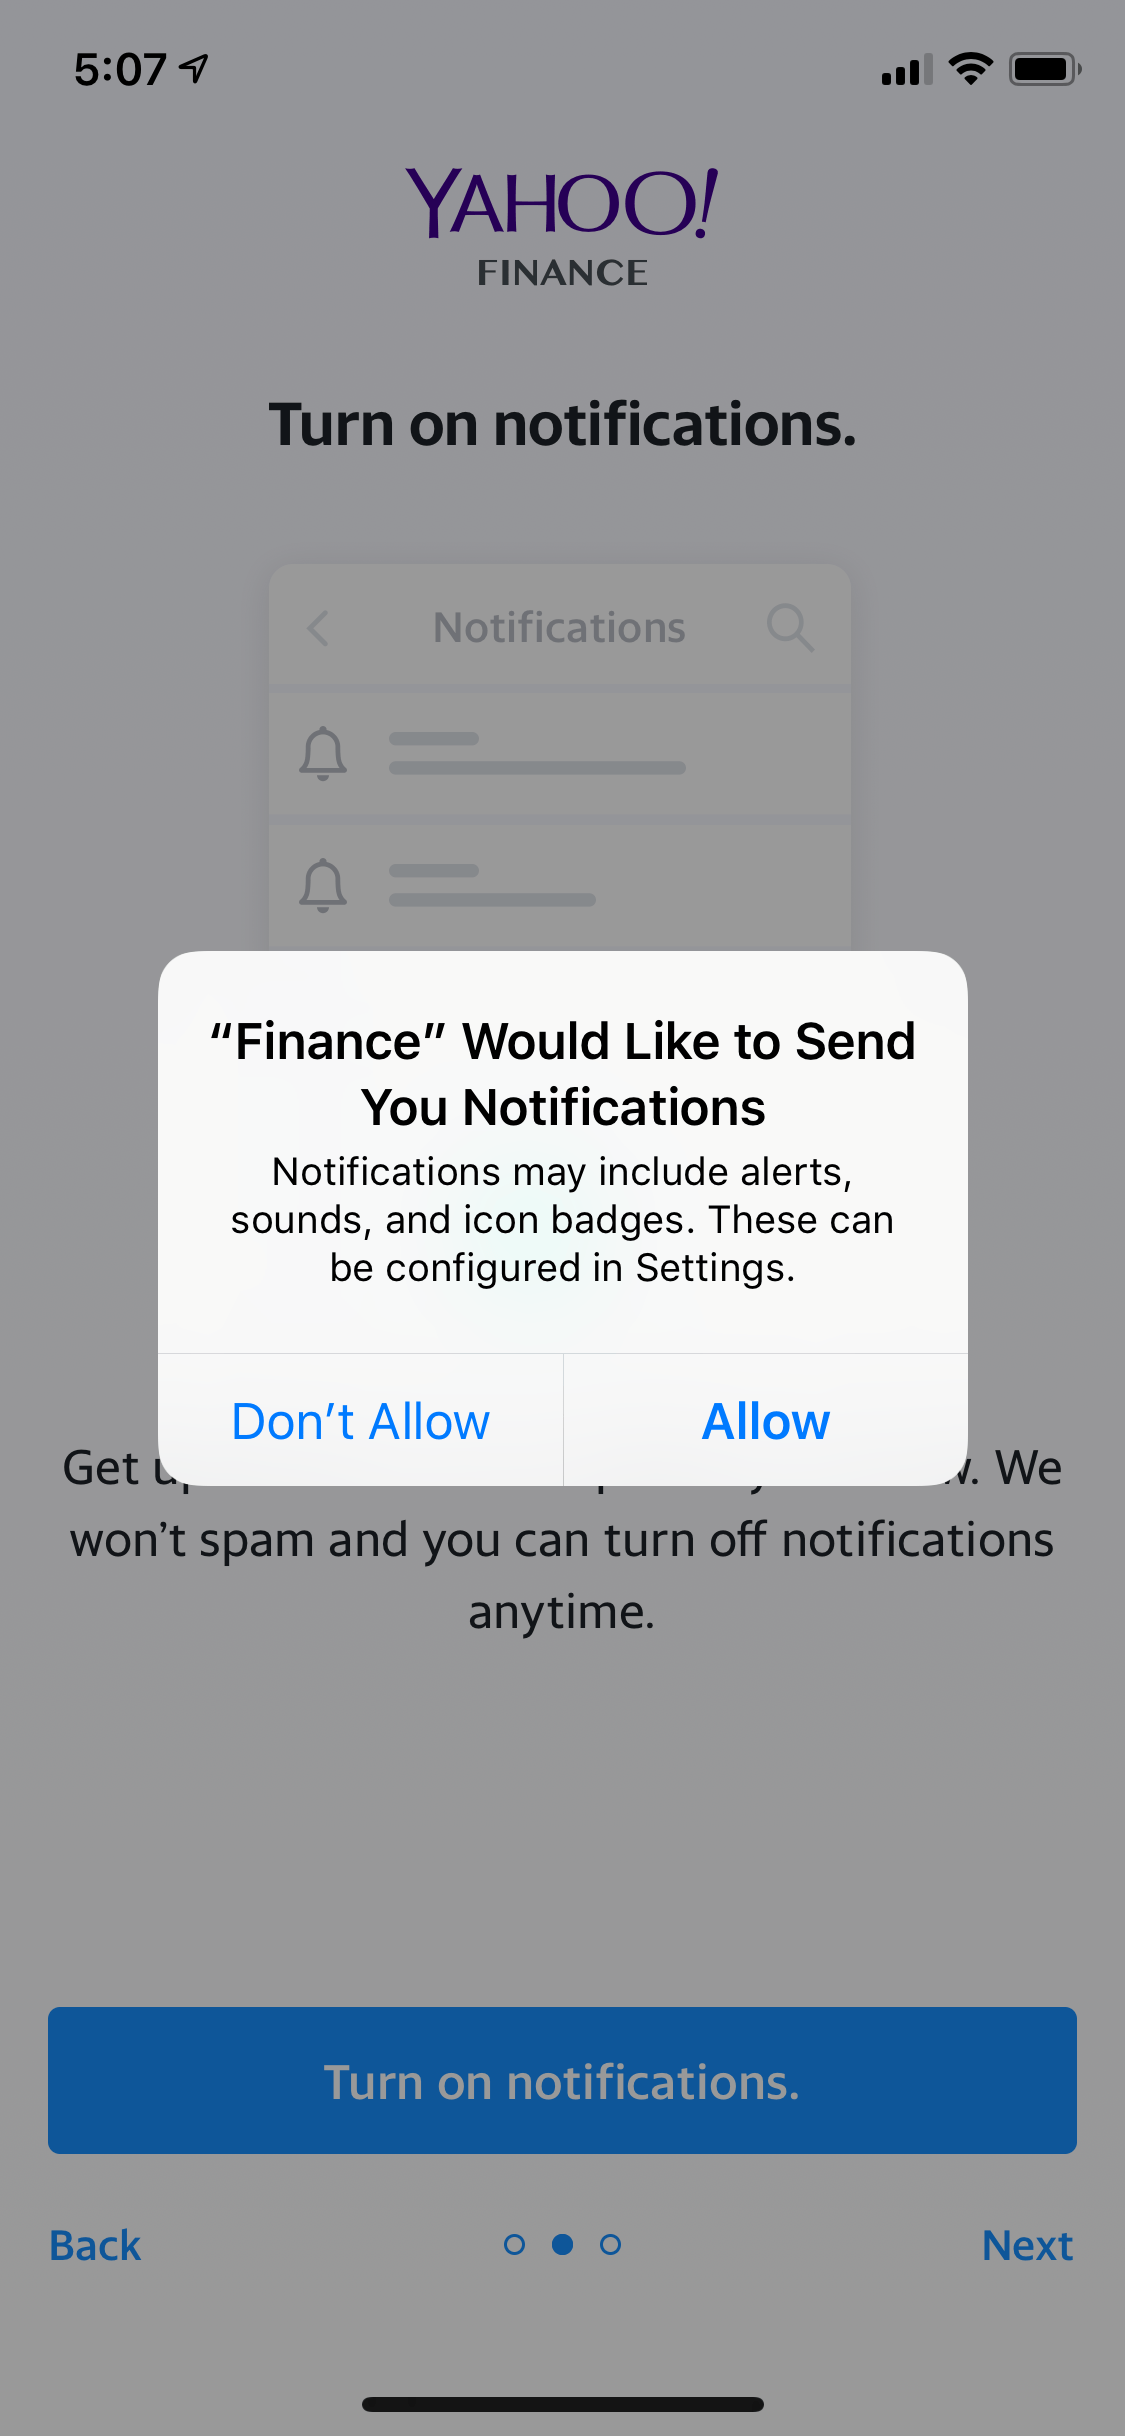 5:07
YAHOO!
FINANCE
Turn on notifications.
Notifications
“Finance” Would Like to Send
You Notifications
Notifications may include alerts,
sounds, and icon badges. These can
be configured in Settings.
Don’t Allow
Allow
Get We
won’t spam and you can turn off notifications
anytime.
Turn on notifications.
Back
Next